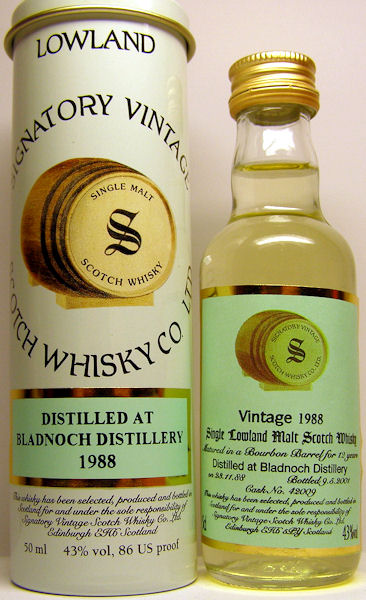 LOWLAND
SIGNATORY VINTAGE
SINGLE MALT
S
SCOTCH WHISKY
SCOTCH WHISKY CO. LTD
DISTILLED AT
BLADNOCH DISTILLERY
1988
This whisky has been selected, produced and bottled in
Scotland for and under the sole responsibility of
Signatory Vintage Scotch Whisky Co. Ltd.
Edinburgh EH6 Scotland
50 ml 43% vol, 86 US proof
SIGNATORY VINTAGE
S
SCOTCH WHISKY CO. LTD.
Vintage 1988
Single Lowland Malt Scotch Whisky
Matured in a Bourbon Barrel for 12 years
Distilled at Bladnoch Distillery
on 23.11.88 Bottled 9.5.2001
Cask No. 42009
This whisky has been selected, produced and bottled in
Scotland for and under the sole responsibility of
Signatory Vintage Scotch Whisky Co. Ltd.
Edinburgh EH6 5PY Scotland
43%